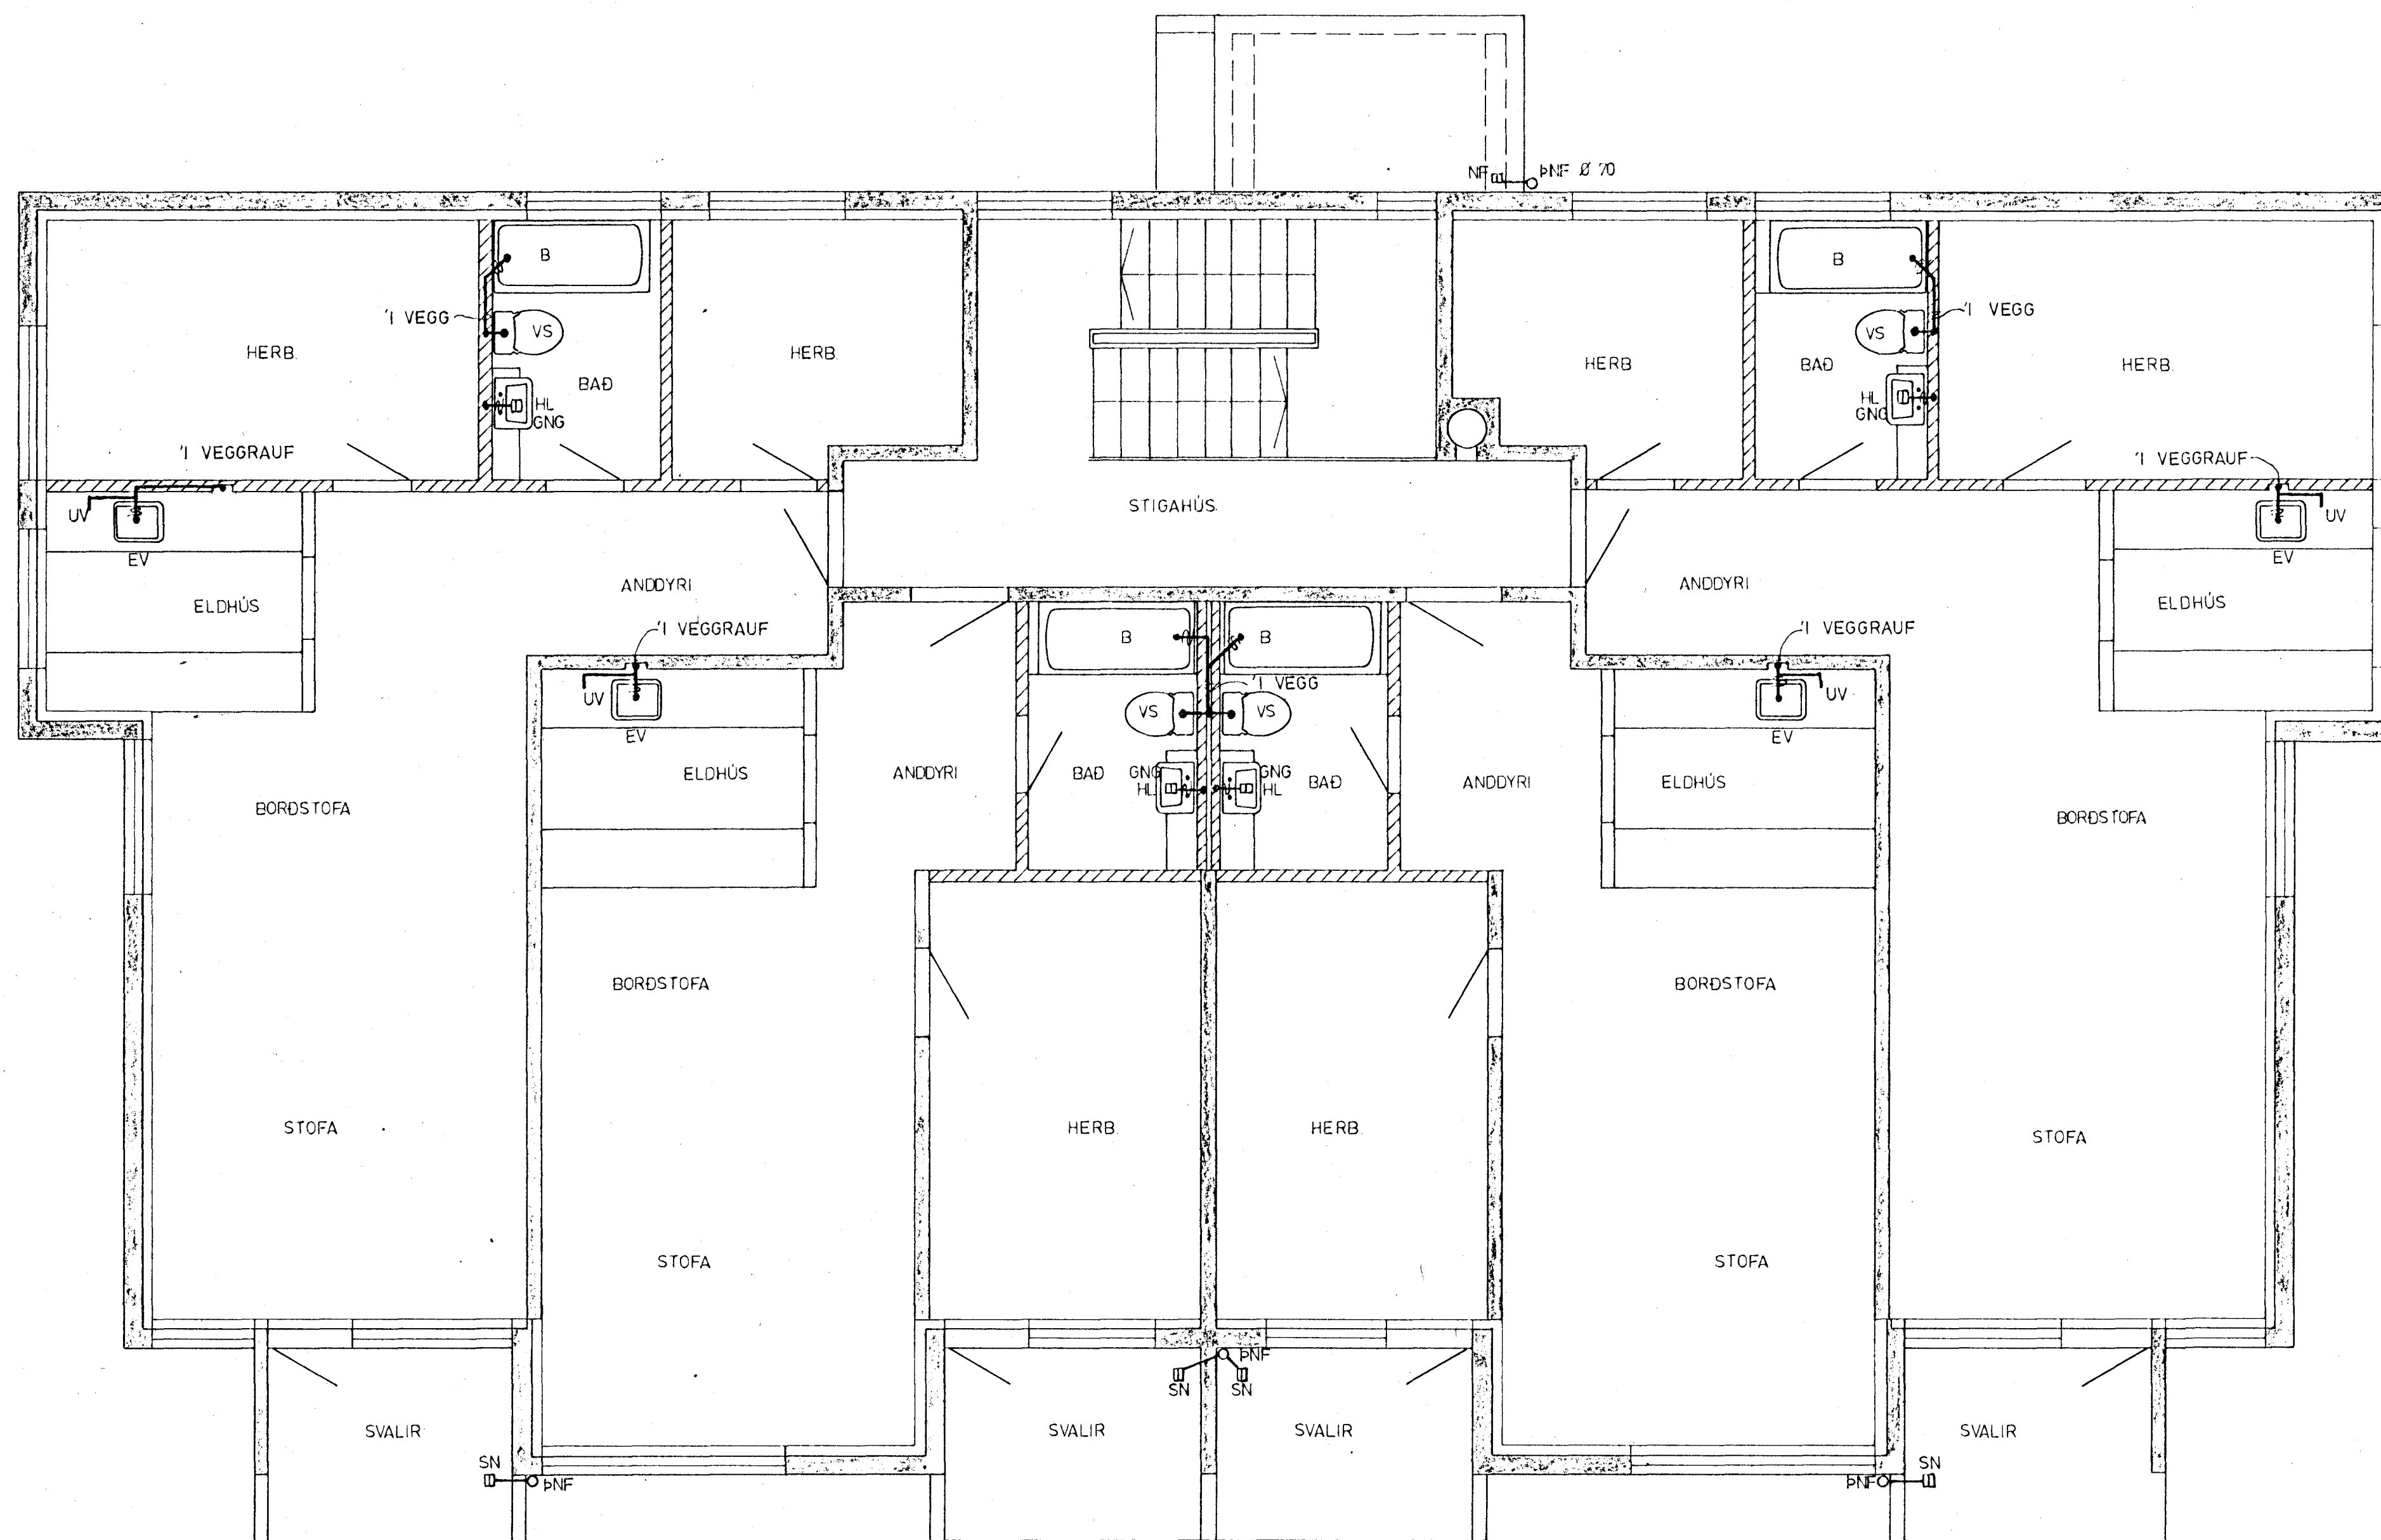 NF ÞNF Ø 70
B
B
'I VEGG
VS
VS
'I VEGG
HERB.
HERB.
HERB
BAÐ
HERB.
BAÐ
HL
GNG
HL
GNG
'I VEGGRAUF
'I VEGGRAUF
STIGAHÚS.
UV
UV
EV
EV
ANDDYRI
ANDDYRI
ELDHÚS
ELDHÚS
'I VEGGRAUF
B
B
'I VEGGRAUF
'I VEGG
UV
UV
VS
VS
EV
EV
ELDHÚS
ANDDYRI
BAÐ
GNG
HL
GNG
HL
BAÐ
ANDDYRI
ELDHÚS
BORÐSTOFA
BORÐSTOFA
BORÐSTOFA
BORÐSTOFA
STOFA
HERB.
HERB.
STOFA
STOFA
STOFA
ÞNF
SN
SN
SVALIR
SVALIR
SVALIR
SVALIR
SN
ÞNF
ÞNF
SN